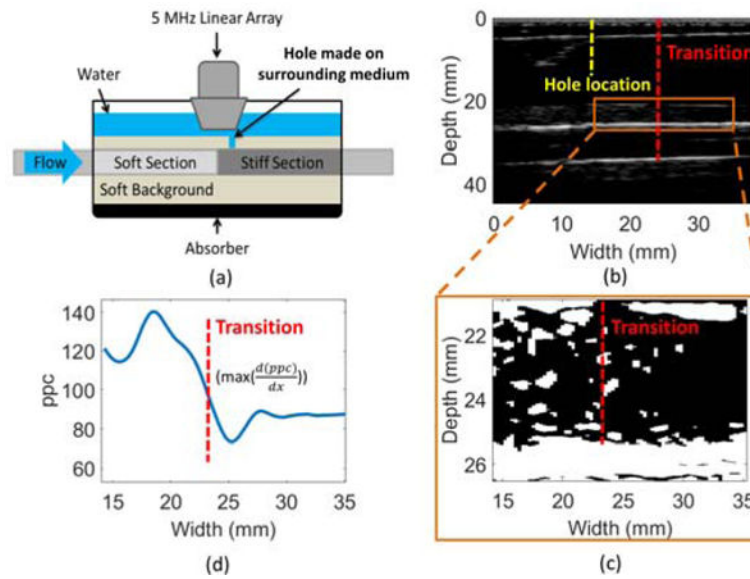 5 MHz Linear Array
Water
Hole made on
surrounding medium
Flow
Soft Section
Stiff Section
Soft Background
Absorber
(a)
0
20
40
Depth (mm)
Hole location
Transition
0
10
20
30
Width (mm)
(b)
140
120
100
80
60
ppc
Transition
(max(d(ppc)/dx))
15
20
25
30
35
Width (mm)
(d)
22
24
26
Depth (mm)
Transition
15
20
25
30
35
Width (mm)
(c)